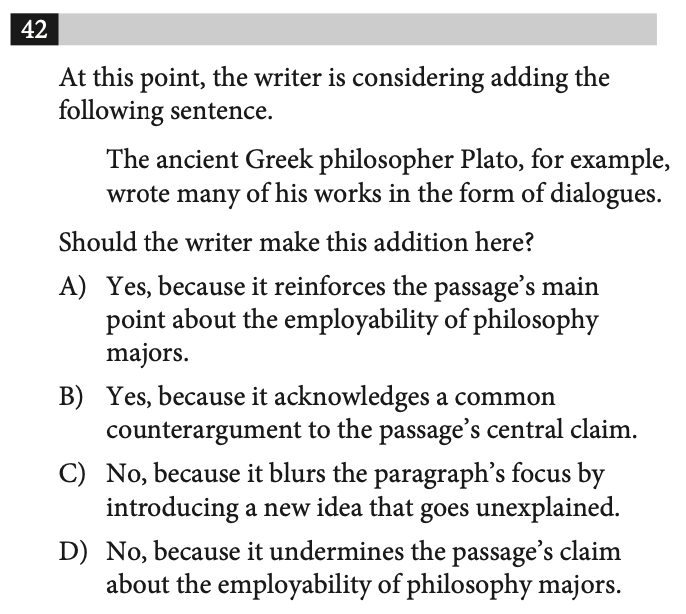 42
At this point, the writer is considering adding the
following sentence.
The ancient Greek philosopher Plato, for example,
wrote many of his works in the form of dialogues.
Should the writer make this addition here?
A) Yes, because it reinforces the passage’s main
point about the employability of philosophy
majors.
B) Yes, because it acknowledges a common
counterargument to the passage’s central claim.
C) No, because it blurs the paragraph’s focus by
introducing a new idea that goes unexplained.
D) No, because it undermines the passage’s claim
about the employability of philosophy majors.